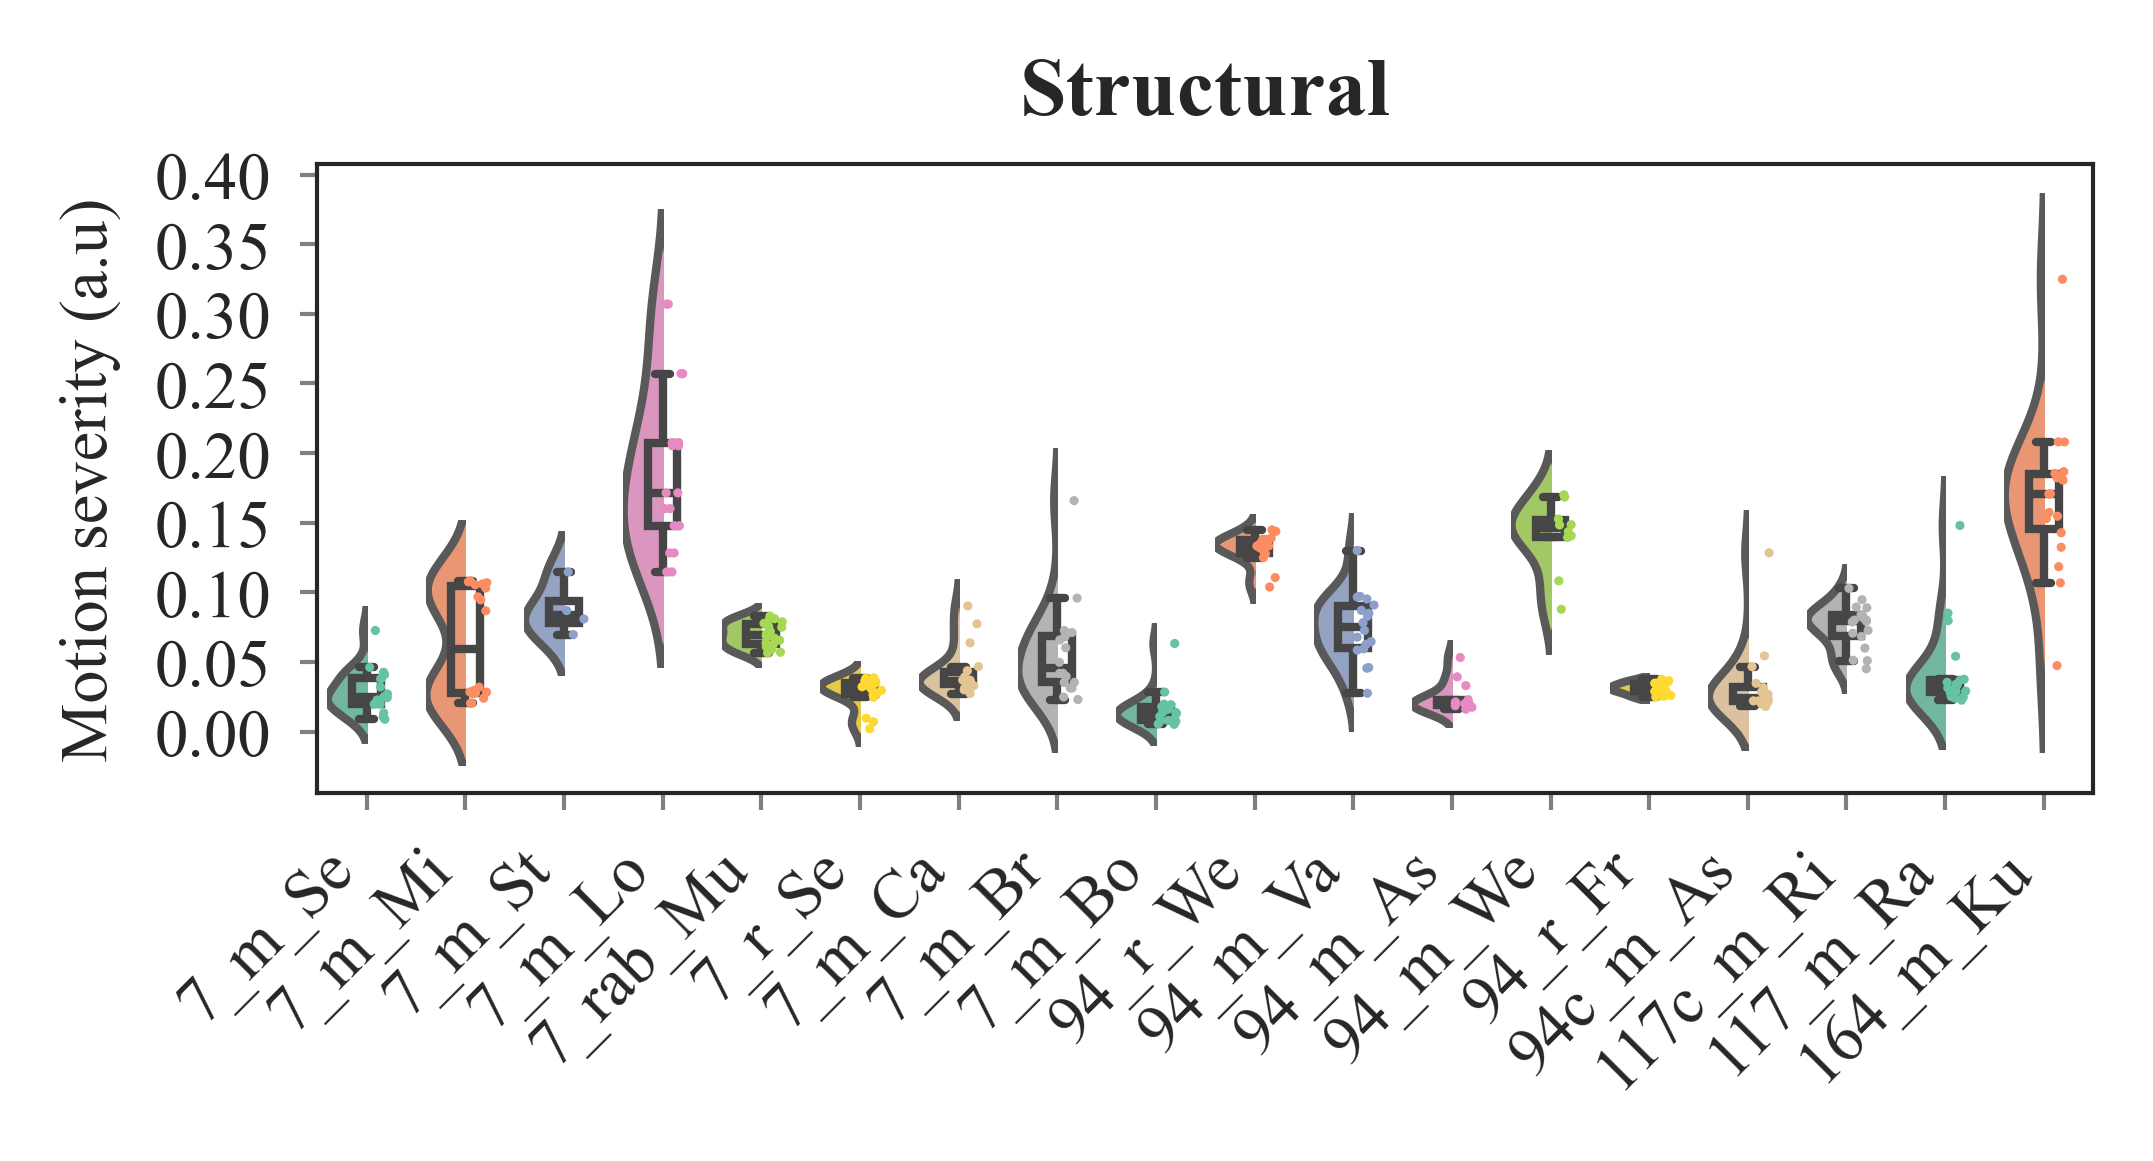 Structural
Motion severity (a.u)
0.40
0.35
0.30
0.25
0.20
0.15
0.10
0.05
0.00
7_m_Se
7_m_Mi
7_m_St
7_m_Lo
7_rab_Mu
7_r_Se
7_m_Ca
7_m_Br
7_m_Bo
94_r_We
94_m_Va
94_m_As
94_m_We
94_r_Fr
94c_m_As
117c_m_Ri
117_m_Ra
164_m_Ku